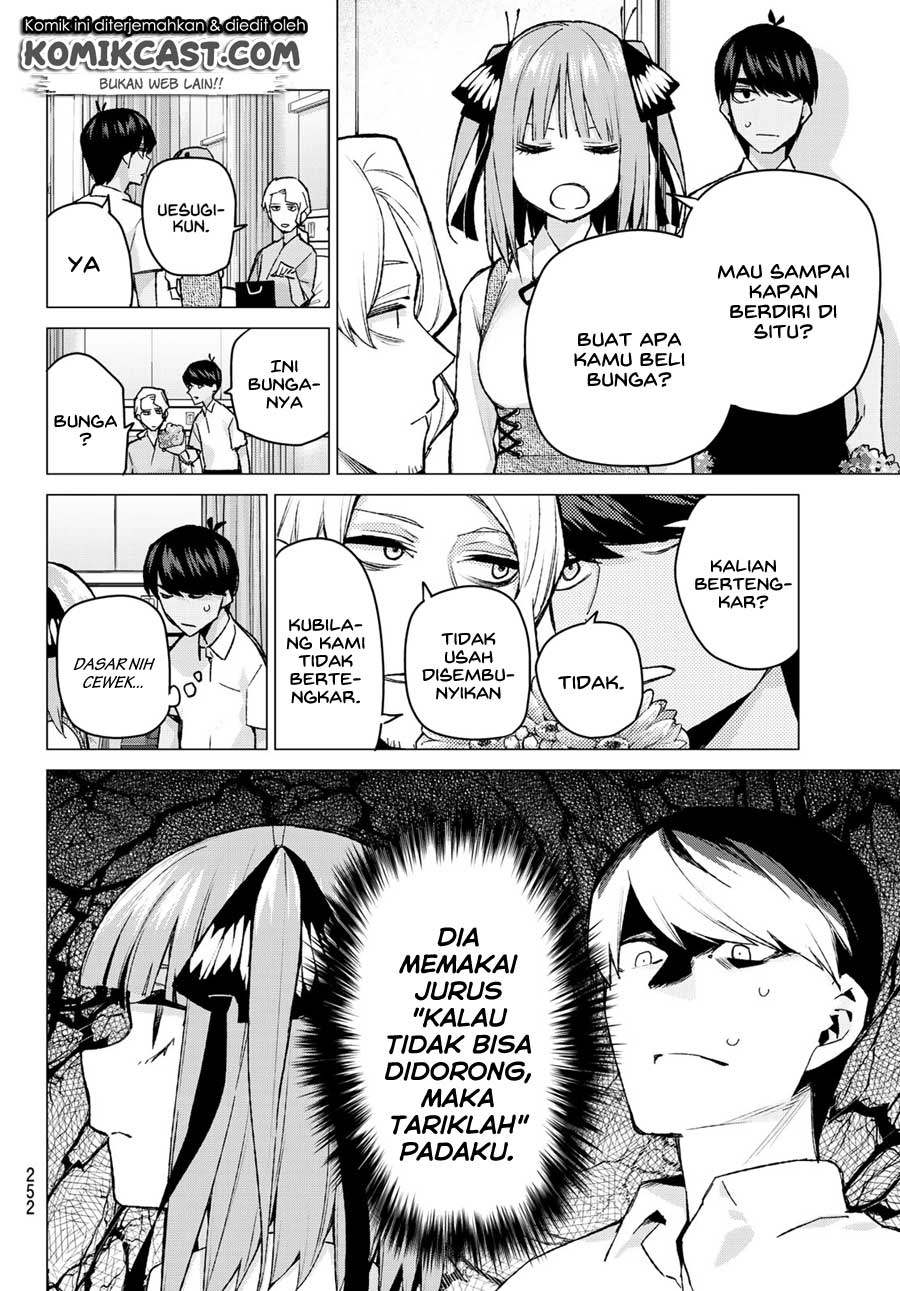 Komik ini diterjemahkan & diedit oleh
KOMIKCAST.COM
BUKAN WEB LAIN!!
MAU SAMPAI
KAPAN
BERDIRI DI
SITU?
BUAT APA
KAMU BELI
BUNGA?
UESUGI-
KUN.
YA
INI
BUNGA-
NYA
BUNGA
?
KALIAN
BERTENG-
KAR?
TIDAK.
TIDAK
USAH
DISEMBU-
NYIKAN
KUBILA-
NG KAMI
TIDAK
BERTE-
NGKAR.
DASAR NIH
CEWEK...
DIA
MEMAKAI
JURUS
"KALAU
TIDAK BISA
DIDORONG,
MAKA
TARIKLAH"
PADAKU.
252